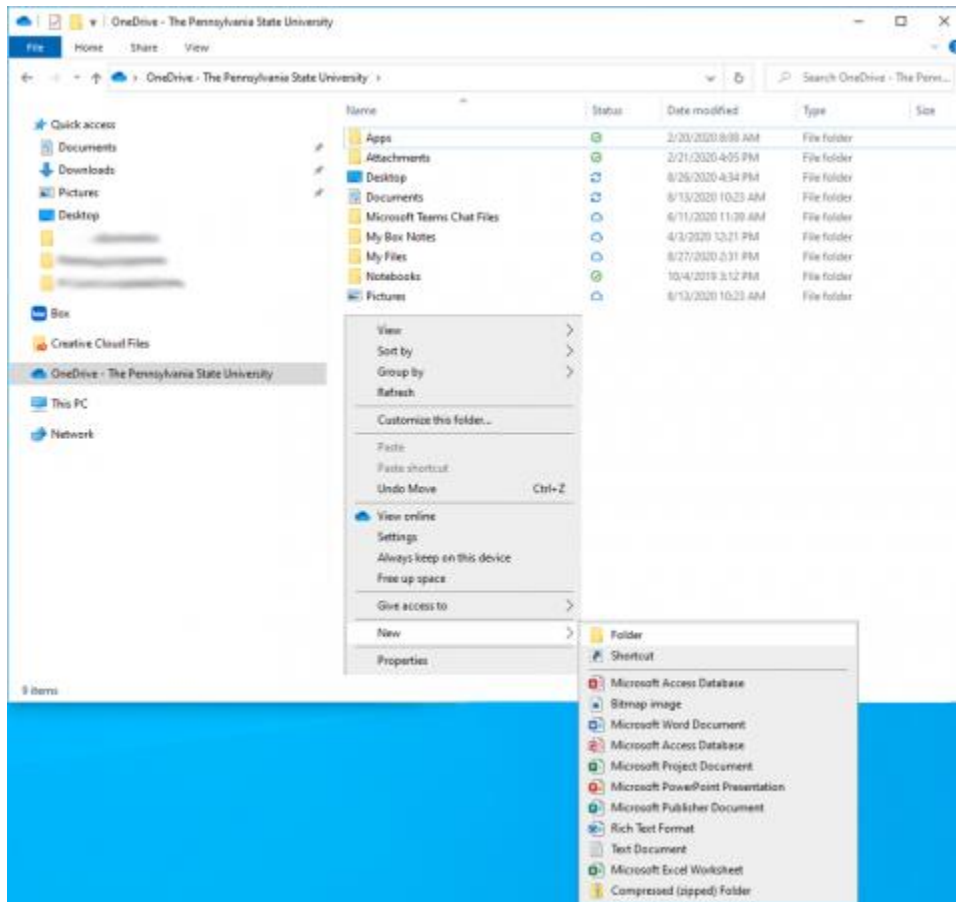 OneDrive - The Pennsylvania State University
File Home Share View
OneDrive - The Pennsylvania State University
Search OneDrive - The Penn...
Quick access
Documents
Downloads
Pictures
Desktop
Box
Creative Cloud Files
OneDrive - The Pennsylvania State University
This PC
Network
Name Status Date modified Type Size
Apps 2/20/2020 8:08 AM File folder
Attachments 2/21/2020 4:05 PM File folder
Desktop 8/26/2020 4:34 PM File folder
Documents 8/13/2020 10:23 AM File folder
Microsoft Teams Chat Files 6/11/2020 11:39 AM File folder
My Box Notes 4/3/2020 12:21 PM File folder
My Files 8/27/2020 2:31 PM File folder
Notebooks 10/4/2019 3:12 PM File folder
Pictures 8/13/2020 10:23 AM File folder
View
Sort by
Group by
Refresh
Customize this folder...
Paste
Paste shortcut
Undo Move Ctrl+Z
View online
Settings
Always keep on this device
Free up space
Give access to
New
Properties
Folder
Shortcut
Microsoft Access Database
Bitmap image
Microsoft Word Document
Microsoft Access Database
Microsoft Project Document
Microsoft PowerPoint Presentation
Microsoft Publisher Document
Rich Text Format
Text Document
Microsoft Excel Worksheet
Compressed (zipped) Folder
9 items